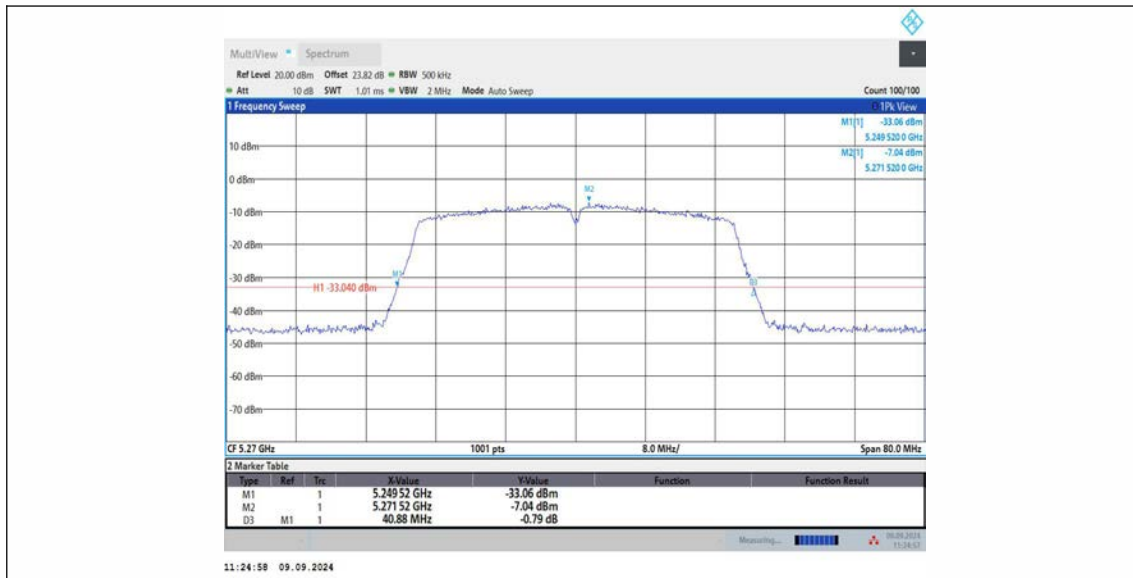 MultiView Spectrum
Ref Level 20.00 dBm Offset 23.82 dB RBW 500 kHz
Att 10 dB SWT 1.01 ms VBW 2 MHz Mode Auto Sweep Count 100/100
1 Frequency Sweep 1Pk View
M1[1] -33.06 dBm
5.249 520 0 GHz
10 dBm
M2[1] -7.04 dBm
5.271 520 0 GHz
0 dBm
M2
-10 dBm
-20 dBm
-30 dBm
M1
D3
H1 -33.040 dBm
-40 dBm
-50 dBm
-60 dBm
-70 dBm
CF 5.27 GHz 1001 pts 8.0 MHz/ Span 80.0 MHz
2 Marker Table
Type Ref Trc X-Value Y-Value Function Function Result
M1 1 5.249 52 GHz -33.06 dBm
M2 1 5.271 52 GHz -7.04 dBm
D3 M1 1 40.88 MHz -0.79 dB
Measuring... 09.09.2024
11:24:57
11:24:58 09.09.2024